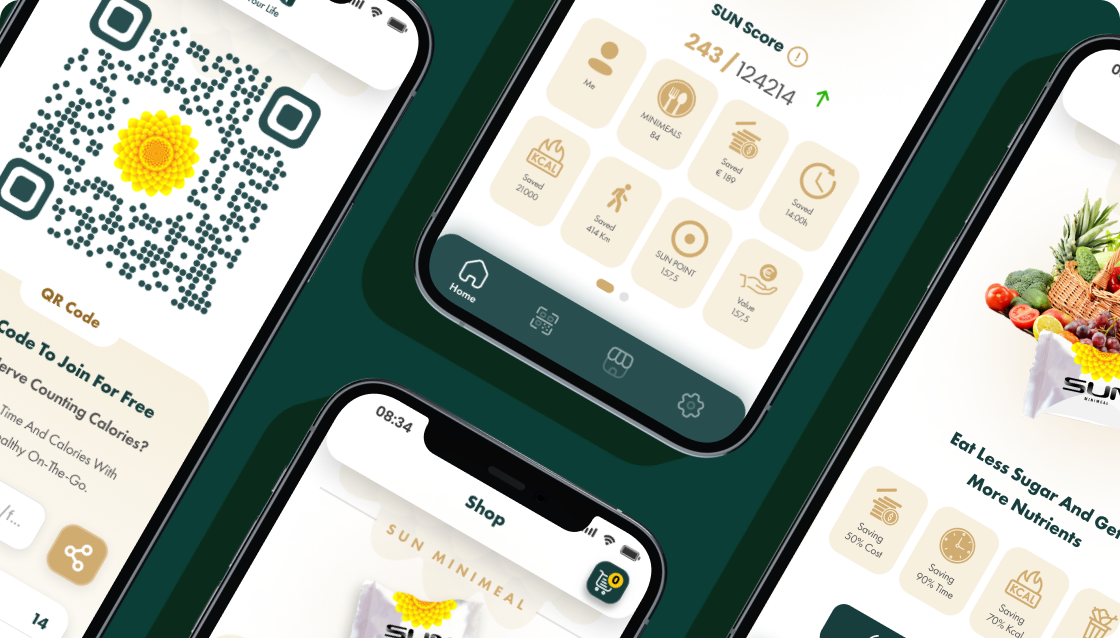 Your Life
QR Code
Code To Join For Free
erve Counting Calories?
Time And Calories With
althy On-The-Go.
/f...
14
SUN Score
243 / 124214
Me
MINIMEALS
84
Saved
€ 189
Saved
14:00h
KCAL
Saved
21000
Saved
414 Km
SUN POINT
157,5
Value
157,5
Home
08:34
Shop
0
SUN MINIMEAL
SUN
0
SUN
MINIMEAL
Eat Less Sugar And Get
More Nutrients
Saving
50% Cost
Saving
90% Time
KCAL
Saving
70% Kcal